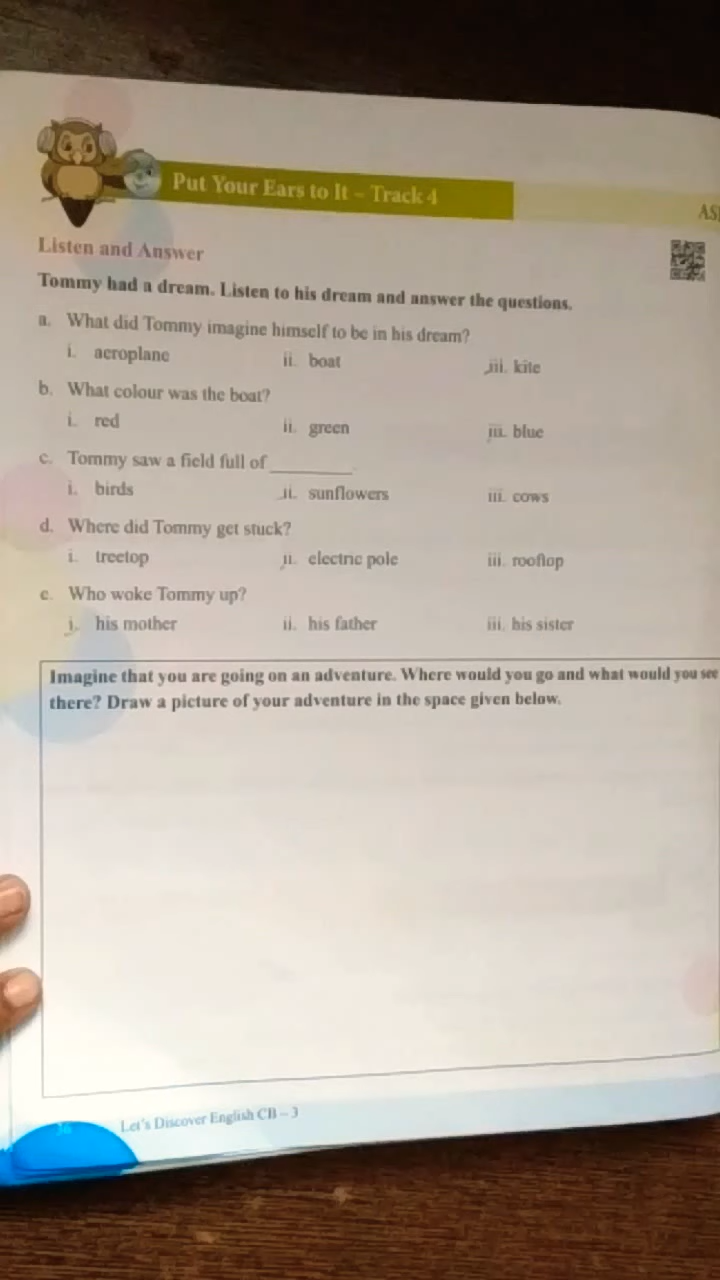 Put Your Ears to It – Track 4
Listen and Answer
Tommy had a dream. Listen to his dream and answer the questions.
a. What did Tommy imagine himself to be in his dream?
i. aeroplane ii. boat iii. kite
b. What colour was the boat?
i. red ii. green iii. blue
c. Tommy saw a field full of ________.
i. birds ii. sunflowers iii. cows
d. Where did Tommy get stuck?
i. treetop ii. electric pole iii. rooftop
e. Who woke Tommy up?
i. his mother ii. his father iii. his sister
Imagine that you are going on an adventure. Where would you go and what would you see
there? Draw a picture of your adventure in the space given below.
Let's Discover English CB – 3